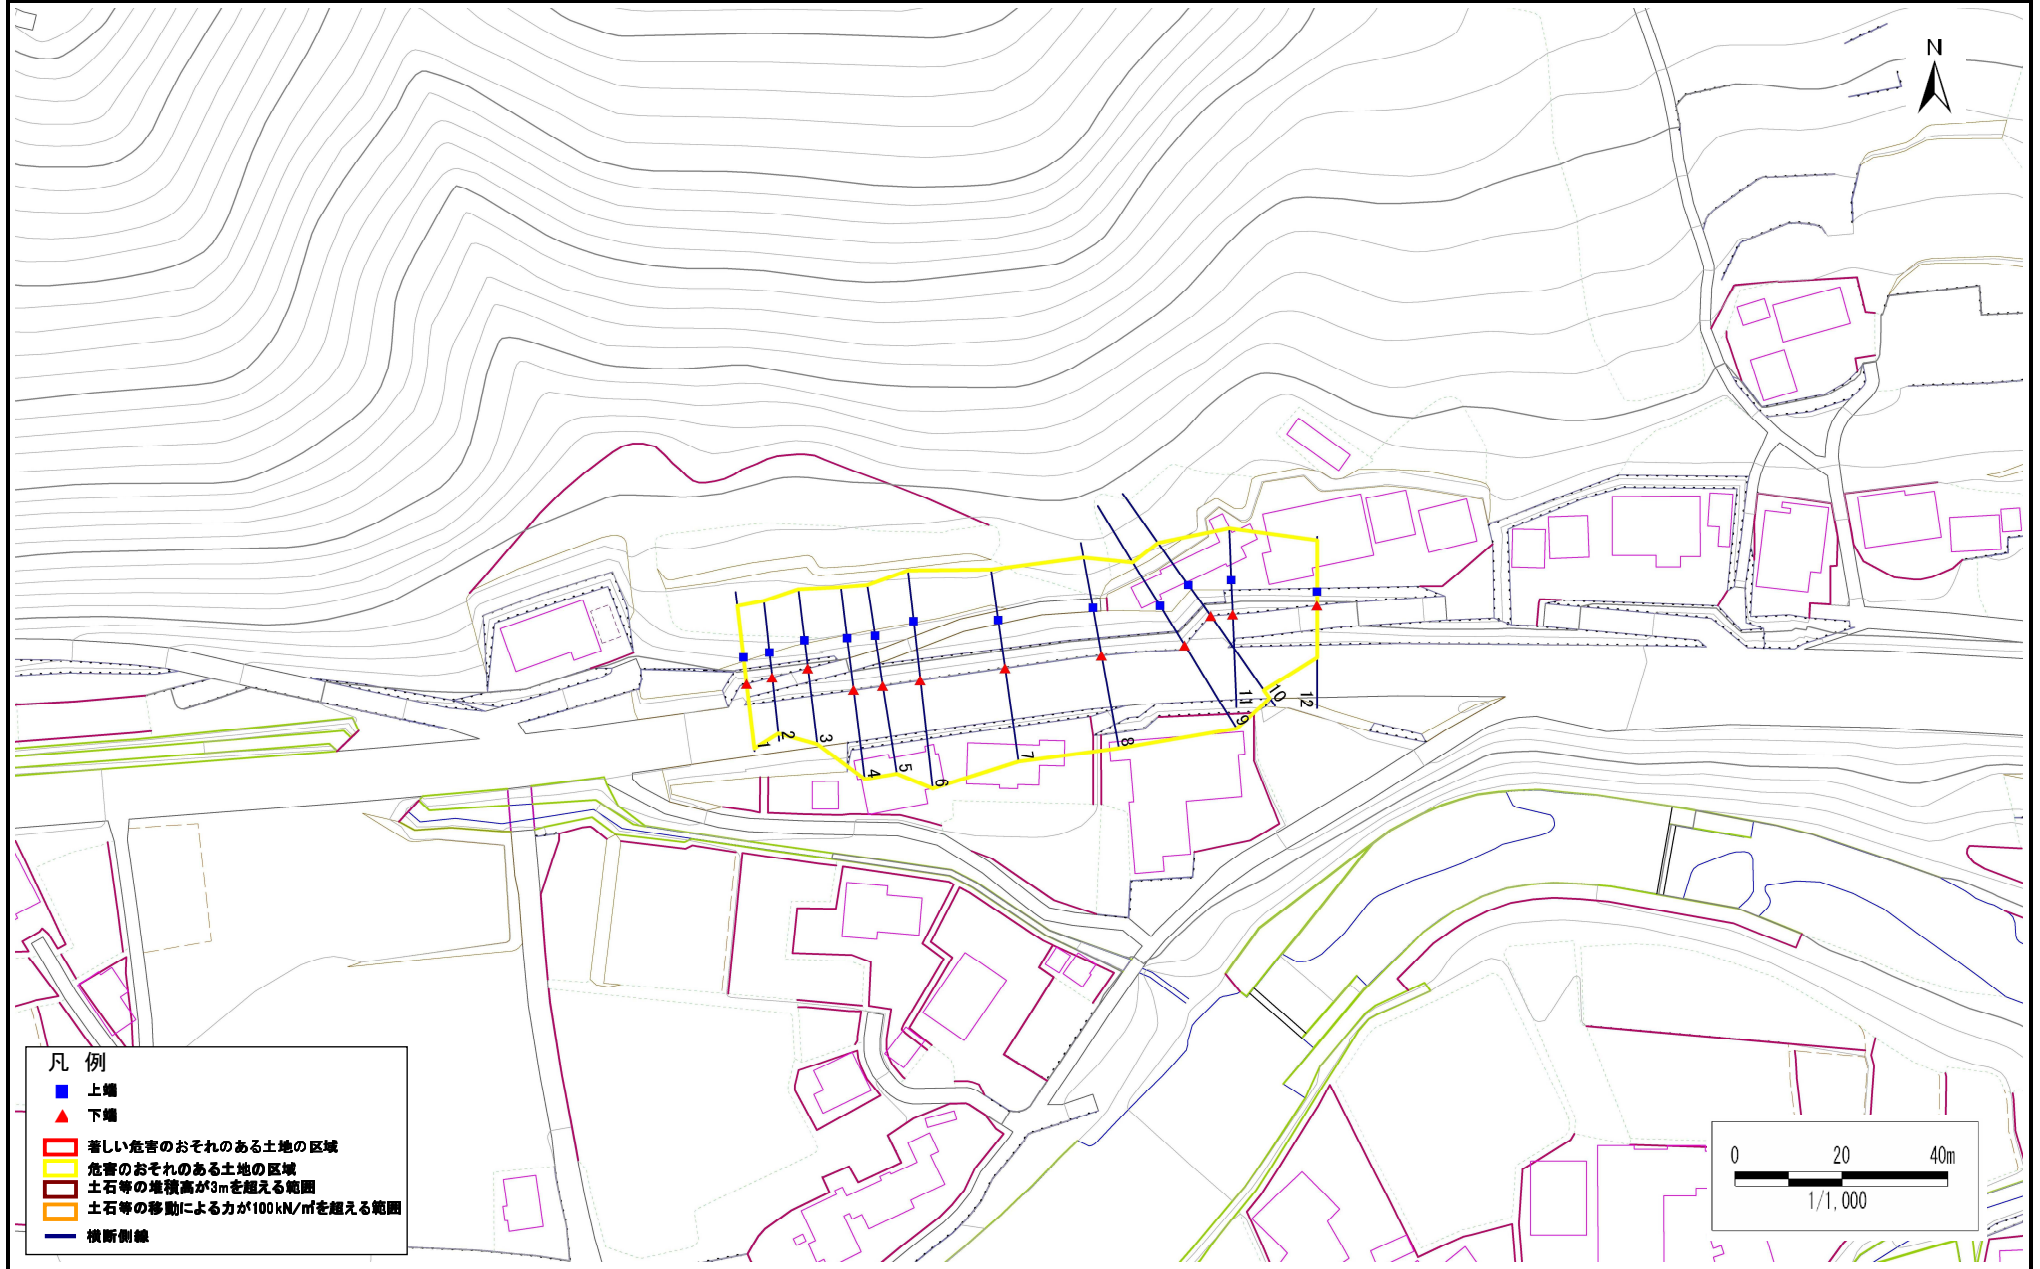 N
1
2
3
4
5
6
7
8
9
10
11
12
凡 例
上端
下端
著しい危害のおそれのある土地の区域
危害のおそれのある土地の区域
土石等の堆積高が3mを超える範囲
土石等の移動による力が100kN/㎡を超える範囲
横断側線
0 20 40m
1/1,000